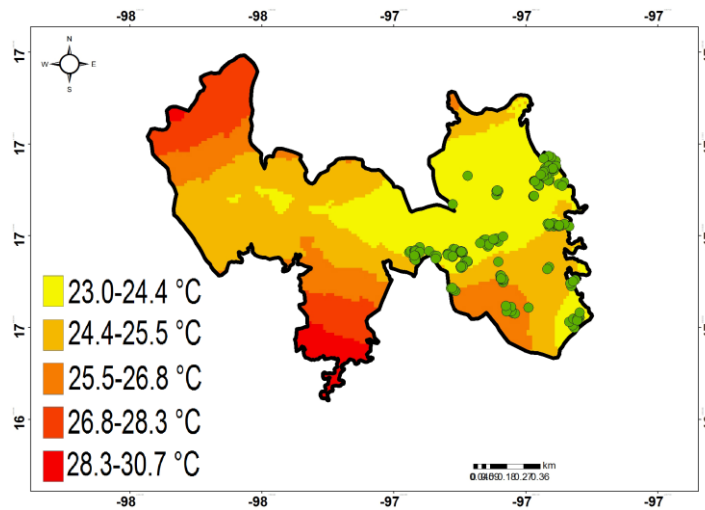 -98 -98 -97 -97 -97
N
W E
S
17
17
17
17
16
23.0-24.4 °C
24.4-25.5 °C
25.5-26.8 °C
26.8-28.3 °C
28.3-30.7 °C
km
-98 -98 -97 -97 -97